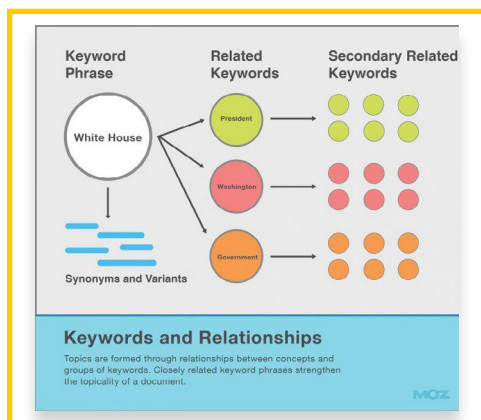 Keyword
Phrase
Related
Keywords
Secondary Related
Keywords
White House
President
Washington
Government
Synonyms and Variants
Keywords and Relationships
Topics are formed through relationships between concepts and
groups of keywords. Closely related keyword phrases strengthen
the topicality of a document.
MOZ